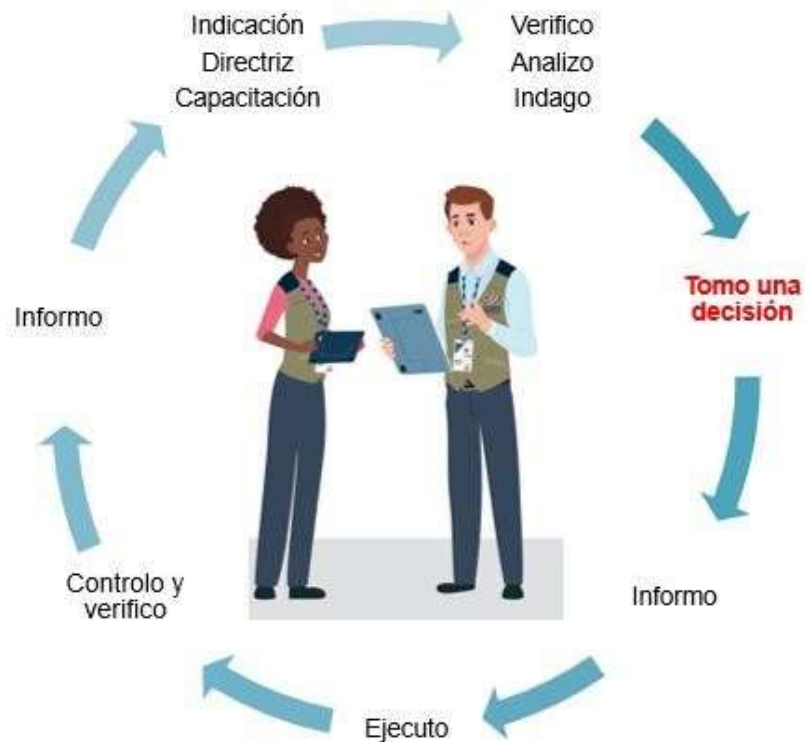 Indicación
Directriz
Capacitación
Verifico
Analizo
Indago
Tomo una
decisión
Informo
Ejecuto
Controlo y
verifico
Informo